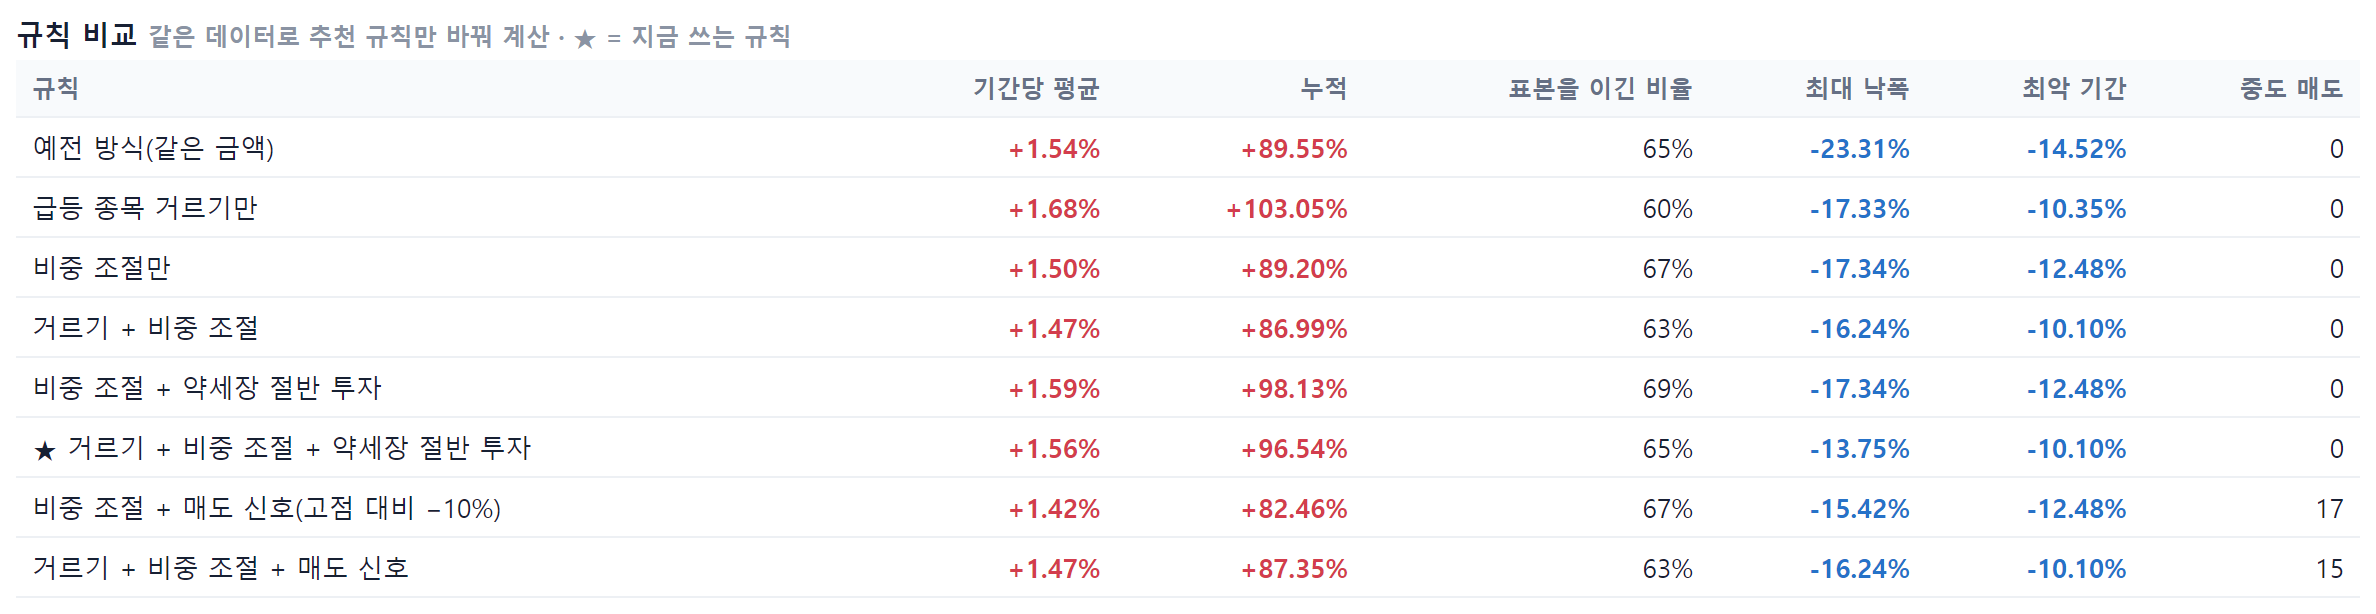 규칙 비교 같은 데이터로 추천 규칙만 바꿔 계산 · ★ = 지금 쓰는 규칙
규칙 기간당 평균 누적 표본을 이긴 비율 최대 낙폭 최악 기간 중도 매도
예전 방식(같은 금액) +1.54% +89.55% 65% -23.31% -14.52% 0
급등 종목 거르기만 +1.68% +103.05% 60% -17.33% -10.35% 0
비중 조절만 +1.50% +89.20% 67% -17.34% -12.48% 0
거르기 + 비중 조절 +1.47% +86.99% 63% -16.24% -10.10% 0
비중 조절 + 약세장 절반 투자 +1.59% +98.13% 69% -17.34% -12.48% 0
★ 거르기 + 비중 조절 + 약세장 절반 투자 +1.56% +96.54% 65% -13.75% -10.10% 0
비중 조절 + 매도 신호(고점 대비 −10%) +1.42% +82.46% 67% -15.42% -12.48% 17
거르기 + 비중 조절 + 매도 신호 +1.47% +87.35% 63% -16.24% -10.10% 15